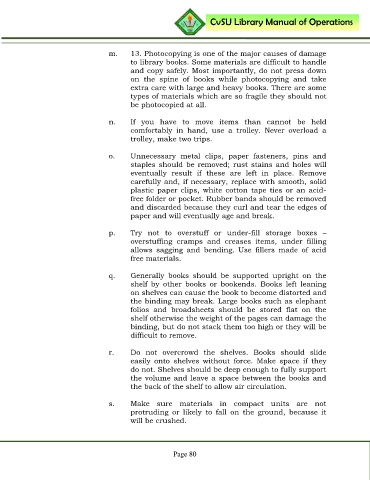 CvSU Library Manual of Operations
m. 13. Photocopying is one of the major causes of damage
to library books. Some materials are difficult to handle
and copy safely. Most importantly, do not press down
on the spine of books while photocopying and take
extra care with large and heavy books. There are some
types of materials which are so fragile they should not
be photocopied at all.
n. If you have to move items than cannot be held
comfortably in hand, use a trolley. Never overload a
trolley, make two trips.
o. Unnecessary metal clips, paper fasteners, pins and
staples should be removed; rust stains and holes will
eventually result if these are left in place. Remove
carefully and, if necessary, replace with smooth, solid
plastic paper clips, white cotton tape ties or an acid-
free folder or pocket. Rubber bands should be removed
and discarded because they curl and tear the edges of
paper and will eventually age and break.
p. Try not to overstuff or under-fill storage boxes –
overstuffing cramps and creases items, under filling
allows sagging and bending. Use fillers made of acid
free materials.
q. Generally books should be supported upright on the
shelf by other books or bookends. Books left leaning
on shelves can cause the book to become distorted and
the binding may break. Large books such as elephant
folios and broadsheets should be stored flat on the
shelf otherwise the weight of the pages can damage the
binding, but do not stack them too high or they will be
difficult to remove.
r. Do not overcrowd the shelves. Books should slide
easily onto shelves without force. Make space if they
do not. Shelves should be deep enough to fully support
the volume and leave a space between the books and
the back of the shelf to allow air circulation.
s. Make sure materials in compact units are not
protruding or likely to fall on the ground, because it
will be crushed.
Page 80